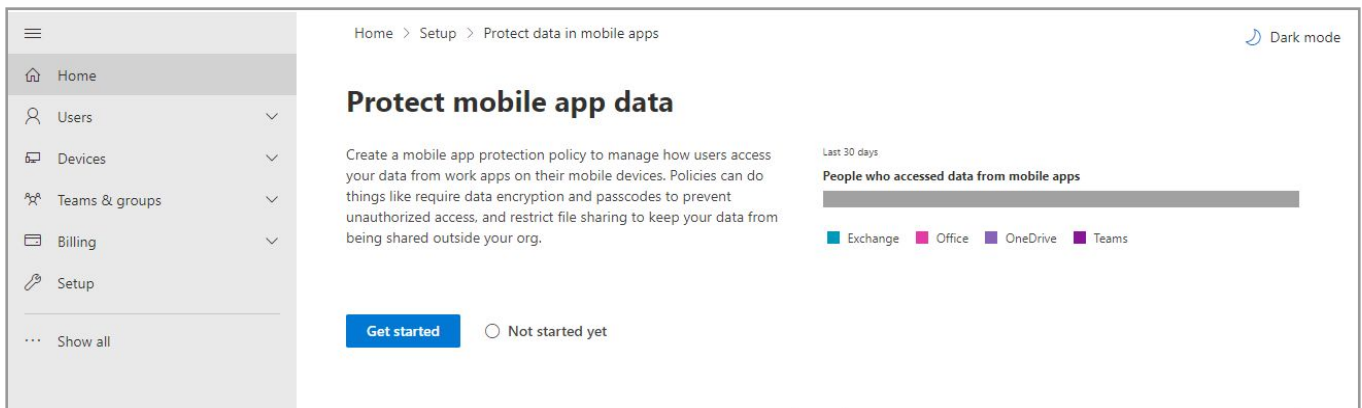 Home
Users
Devices
Teams & groups
Billing
Setup
Show all
Home > Setup > Protect data in mobile apps
Dark mode
Protect mobile app data
Create a mobile app protection policy to manage how users access
your data from work apps on their mobile devices. Policies can do
things like require data encryption and passcodes to prevent
unauthorized access, and restrict file sharing to keep your data from
being shared outside your org.
Get started
Not started yet
Last 30 days
People who accessed data from mobile apps
Exchange Office OneDrive Teams